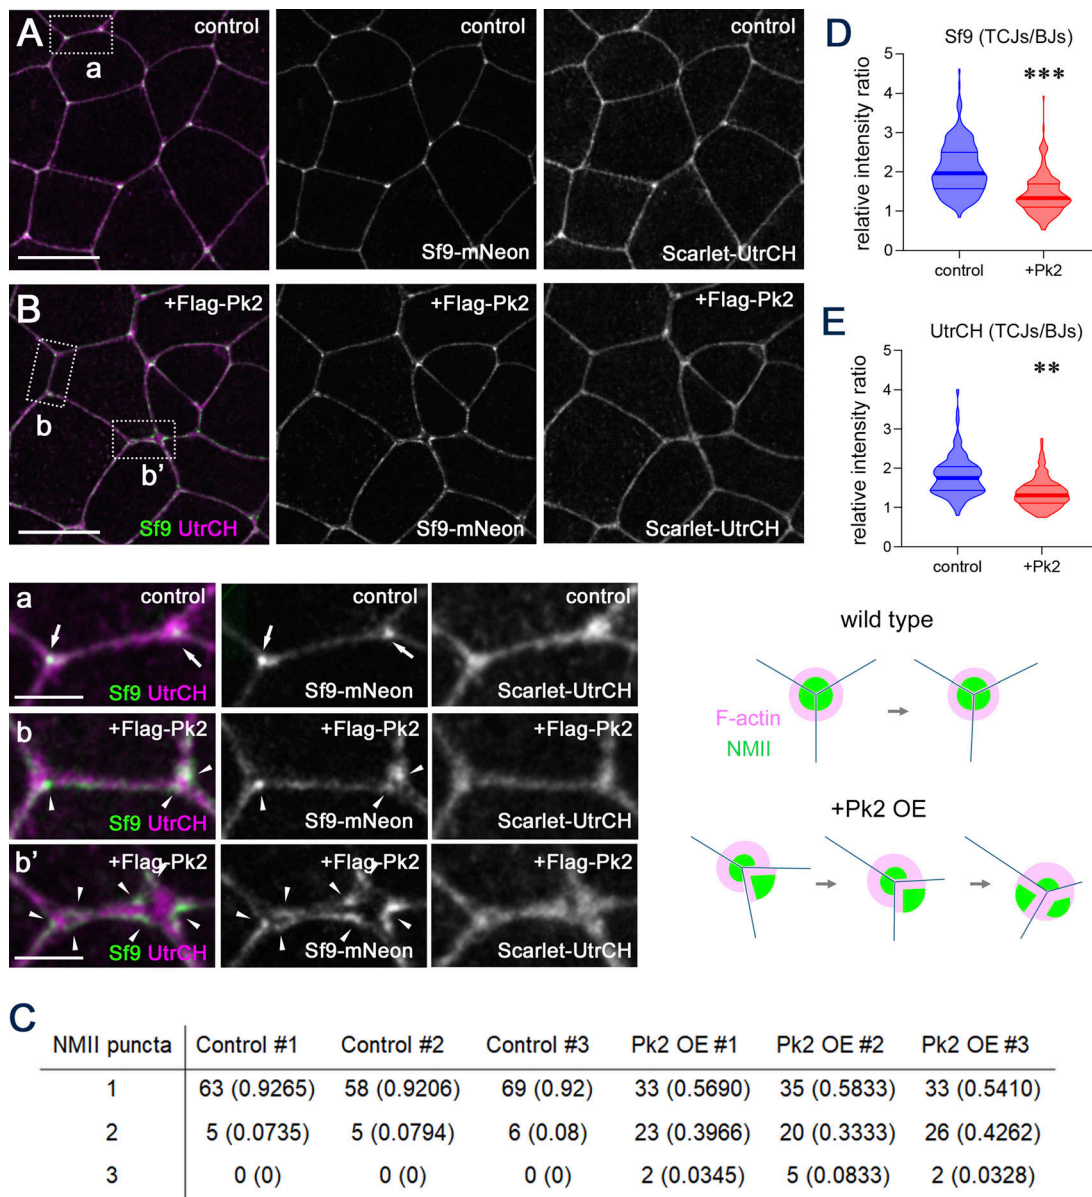 A
control
a
control
Sf9-mNeon
control
Scarlet-UtrCH
B
+Flag-Pk2
b
b'
Sf9 UtrCH
+Flag-Pk2
Sf9-mNeon
+Flag-Pk2
Scarlet-UtrCH
D
Sf9 (TCJs/BJs)
***
relative intensity ratio
5
4
3
2
1
0
control +Pk2
E
UtrCH (TCJs/BJs)
**
relative intensity ratio
5
4
3
2
1
0
control +Pk2
a
control
Sf9 UtrCH
control
Sf9-mNeon
control
Scarlet-UtrCH
b
+Flag-Pk2
Sf9 UtrCH
+Flag-Pk2
Sf9-mNeon
+Flag-Pk2
Scarlet-UtrCH
b'
+Flag-Pk2
Sf9 UtrCH
+Flag-Pk2
Sf9-mNeon
+Flag-Pk2
Scarlet-UtrCH
wild type
F-actin
NMII
+Pk2 OE
C
NMII puncta Control #1 Control #2 Control #3 Pk2 OE #1 Pk2 OE #2 Pk2 OE #3
1 63 (0.9265) 58 (0.9206) 69 (0.92) 33 (0.5690) 35 (0.5833) 33 (0.5410)
2 5 (0.0735) 5 (0.0794) 6 (0.08) 23 (0.3966) 20 (0.3333) 26 (0.4262)
3 0 (0) 0 (0) 0 (0) 2 (0.0345) 5 (0.0833) 2 (0.0328)